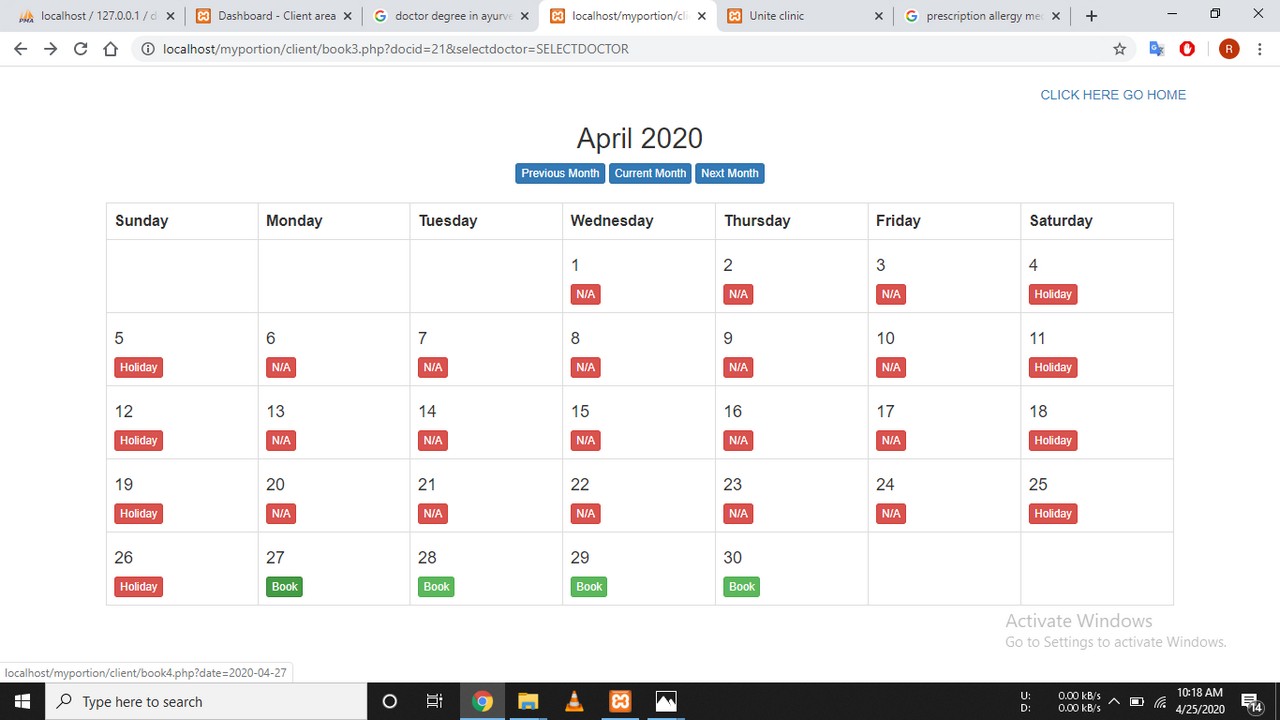 localhost / 127.0.0.1 / d
Dashboard - Client area
doctor degree in ayurve
localhost/myportion/cli
Unite clinic
prescription allergy med
localhost/myportion/client/book3.php?docid=21&selectdoctor=SELECTDOCTOR
R
CLICK HERE GO HOME
April 2020
Previous Month Current Month Next Month
Sunday Monday Tuesday Wednesday Thursday Friday Saturday
1 2 3 4
N/A N/A N/A Holiday
5 6 7 8 9 10 11
Holiday N/A N/A N/A N/A N/A Holiday
12 13 14 15 16 17 18
Holiday N/A N/A N/A N/A N/A Holiday
19 20 21 22 23 24 25
Holiday N/A N/A N/A N/A N/A Holiday
26 27 28 29 30
Holiday Book Book Book Book
Activate Windows
Go to Settings to activate Windows.
localhost/myportion/client/book4.php?date=2020-04-27
Type here to search
U: 0.00 kB/s
D: 0.00 kB/s
10:18 AM
4/25/2020
14